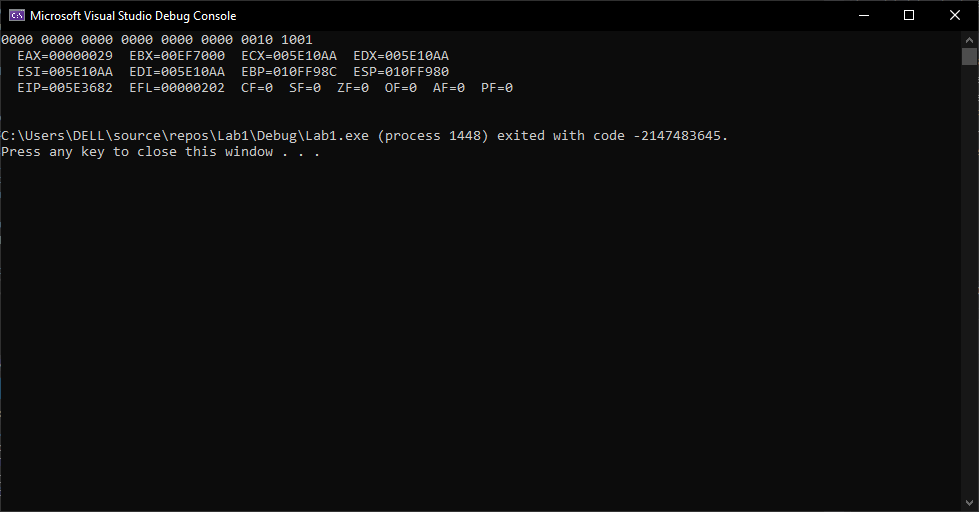 Microsoft Visual Studio Debug Console
0000 0000 0000 0000 0000 0000 0010 1001
  EAX=00000029  EBX=00EF7000  ECX=005E10AA  EDX=005E10AA
  ESI=005E10AA  EDI=005E10AA  EBP=010FF98C  ESP=010FF980
  EIP=005E3682  EFL=00000202  CF=0  SF=0  ZF=0  OF=0  AF=0  PF=0
C:\Users\DELL\source\repos\Lab1\Debug\Lab1.exe (process 1448) exited with code -2147483645.
Press any key to close this window . . .